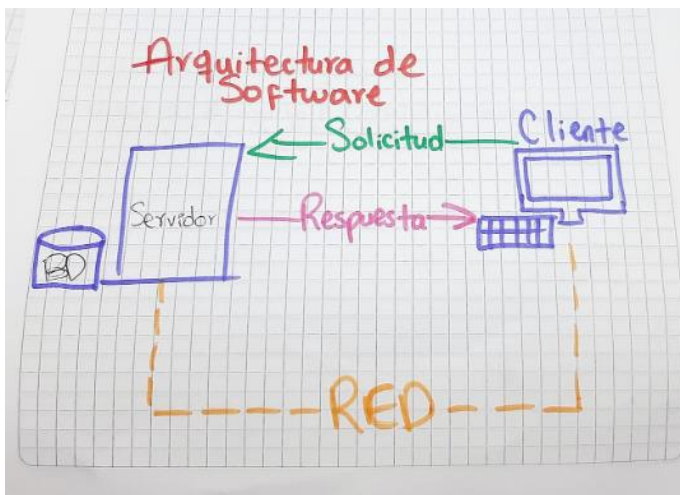 Arquitectura de
Software
Solicitud
Cliente
Servidor
Respuesta
BD
RED